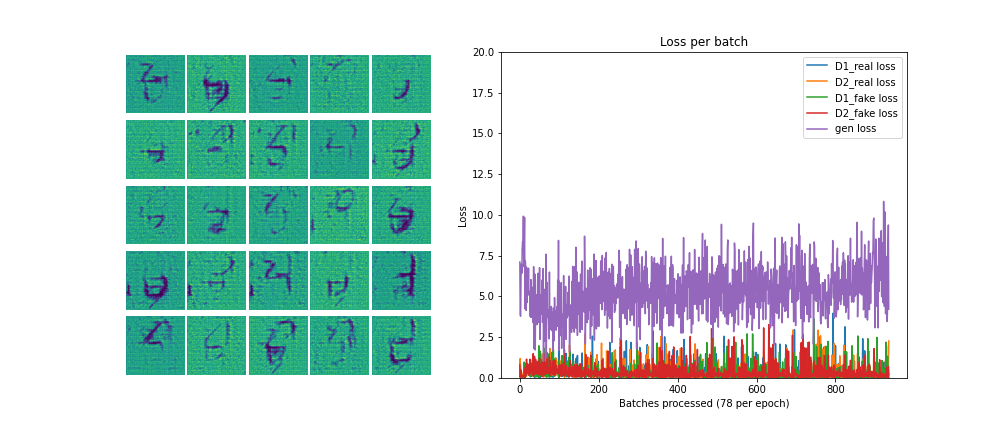 Loss per batch
20.0
17.5
15.0
12.5
10.0
7.5
5.0
2.5
0.0
Loss
D1_real loss
D2_real loss
D1_fake loss
D2_fake loss
gen loss
0 200 400 600 800
Batches processed (78 per epoch)